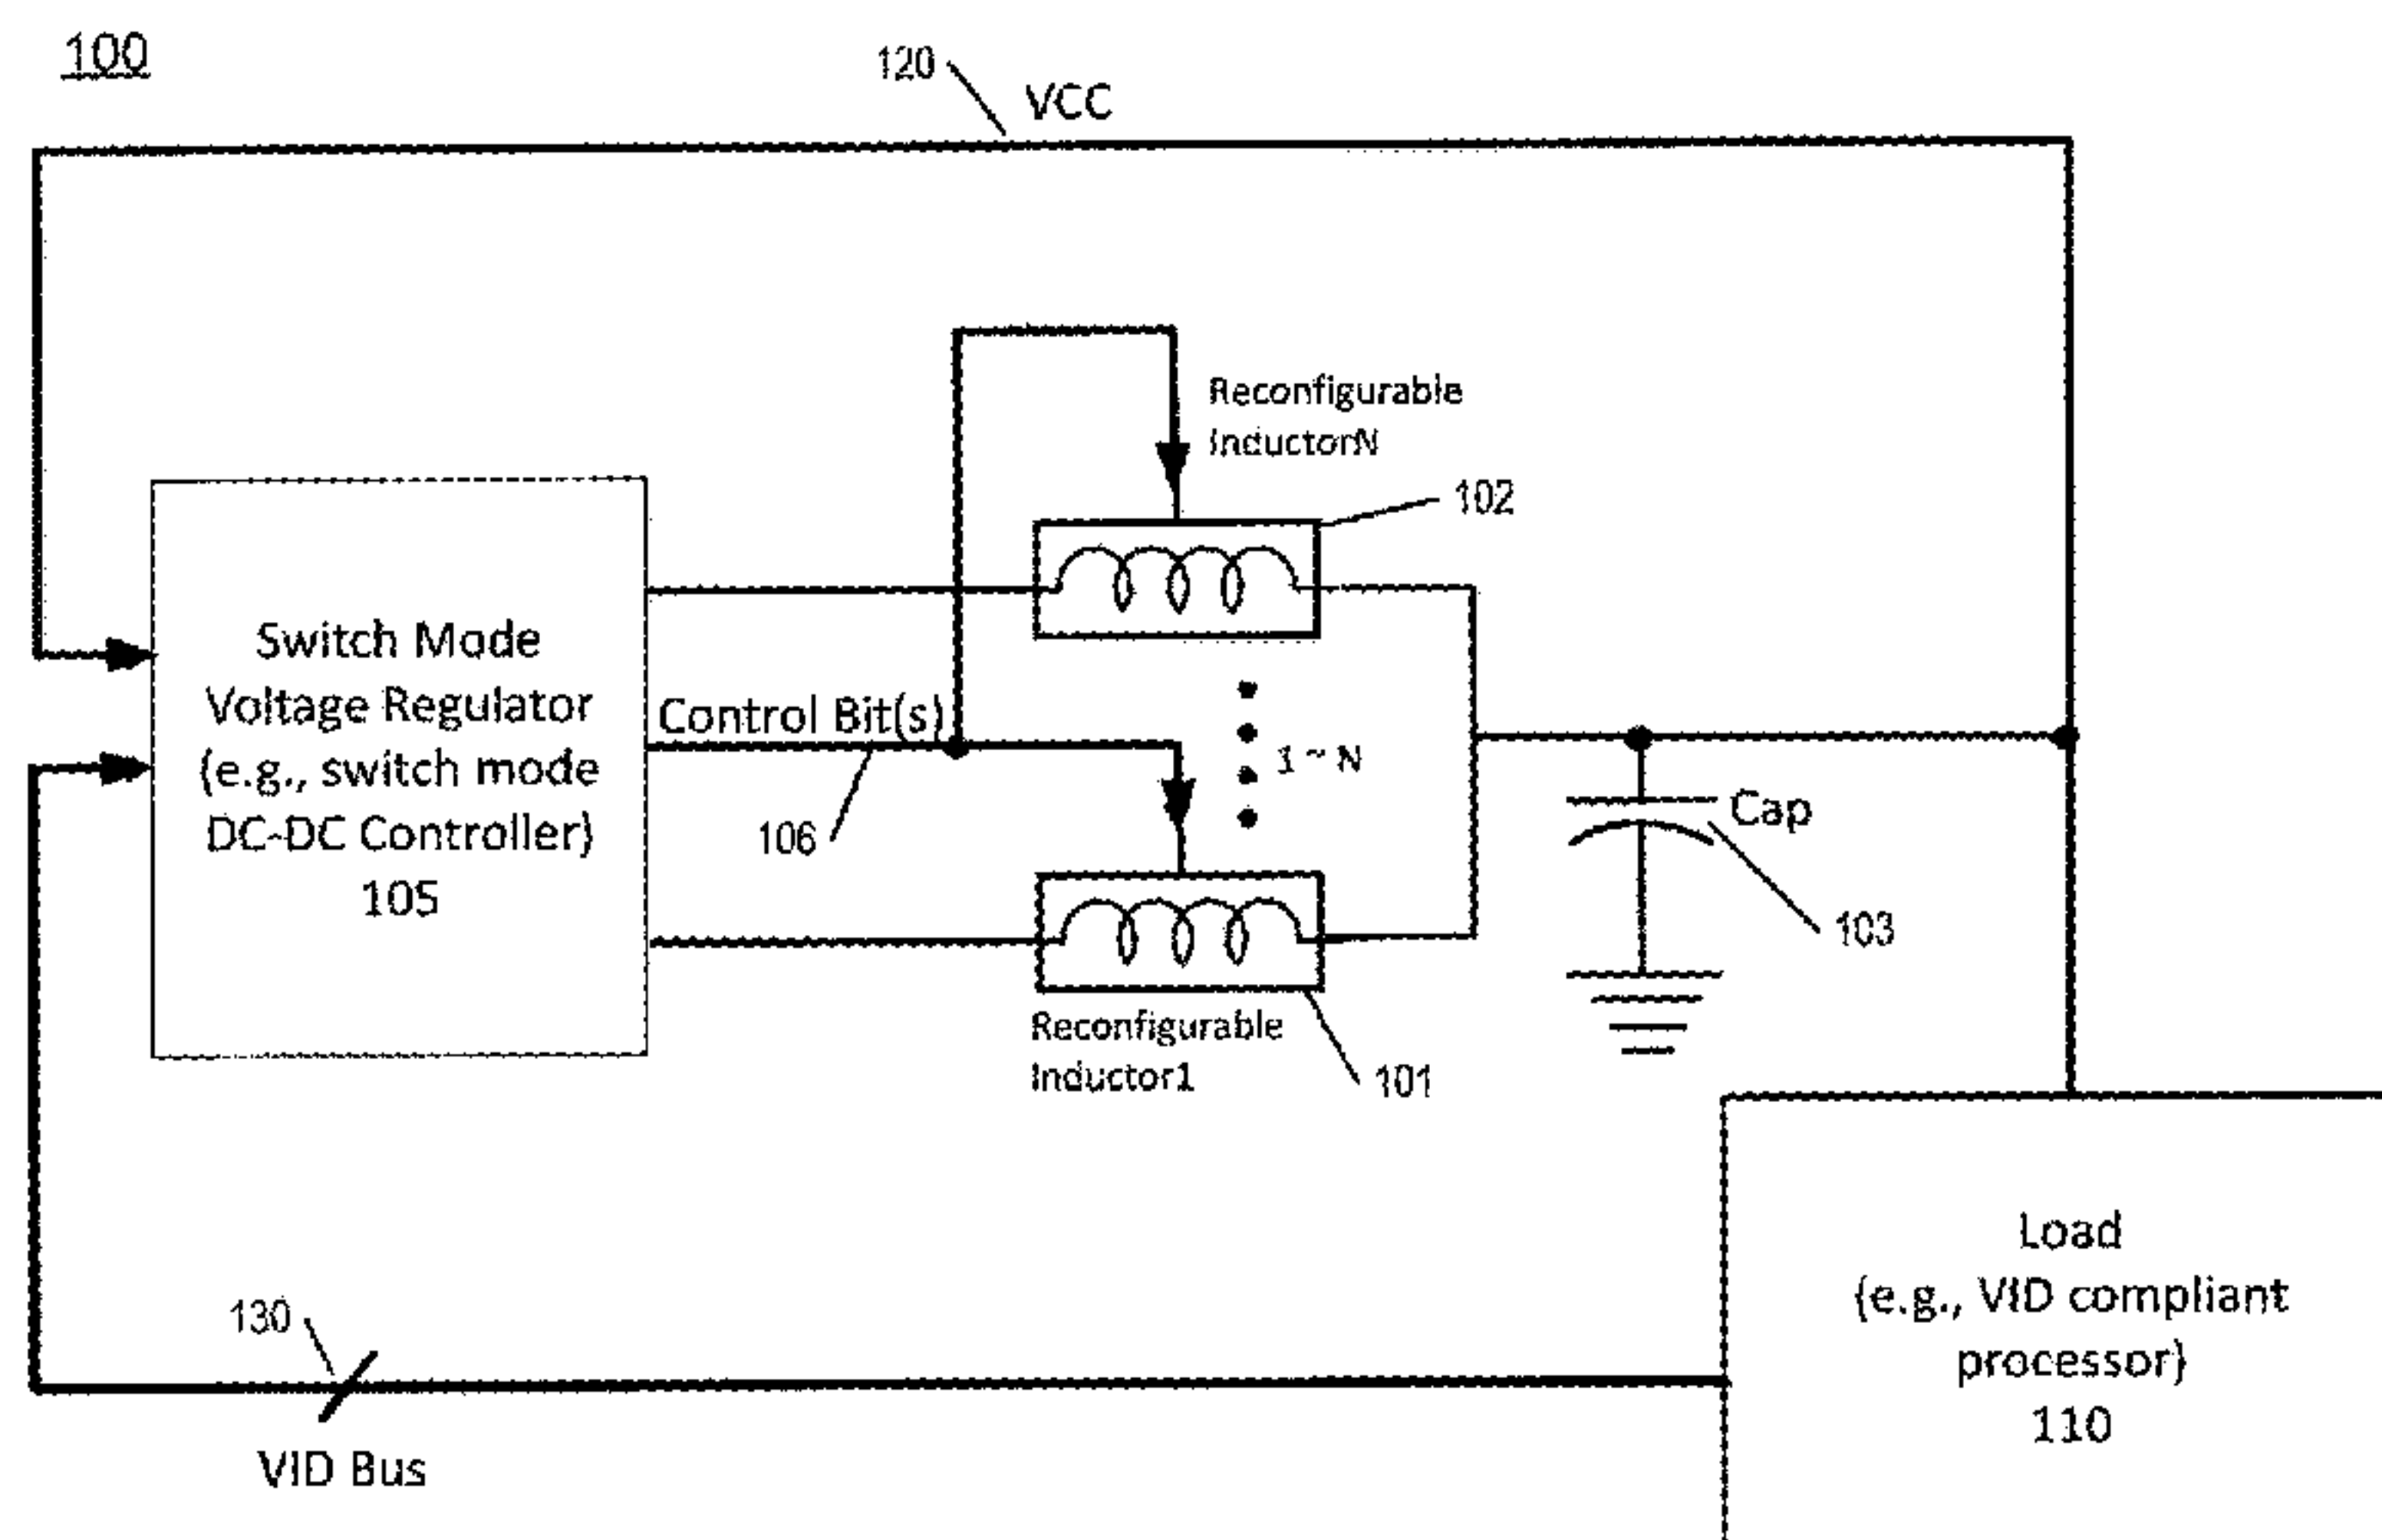 100
120
VCC
Reconfigurable
InductorN
102
Switch Mode
Voltage Regulator
(e.g., switch mode
DC-DC Controller)
105
Control Bit(s)
106
1 ~ N
Cap
103
Reconfigurable
Inductor1
101
Load
(e.g., VID compliant
processor)
110
130
VID Bus